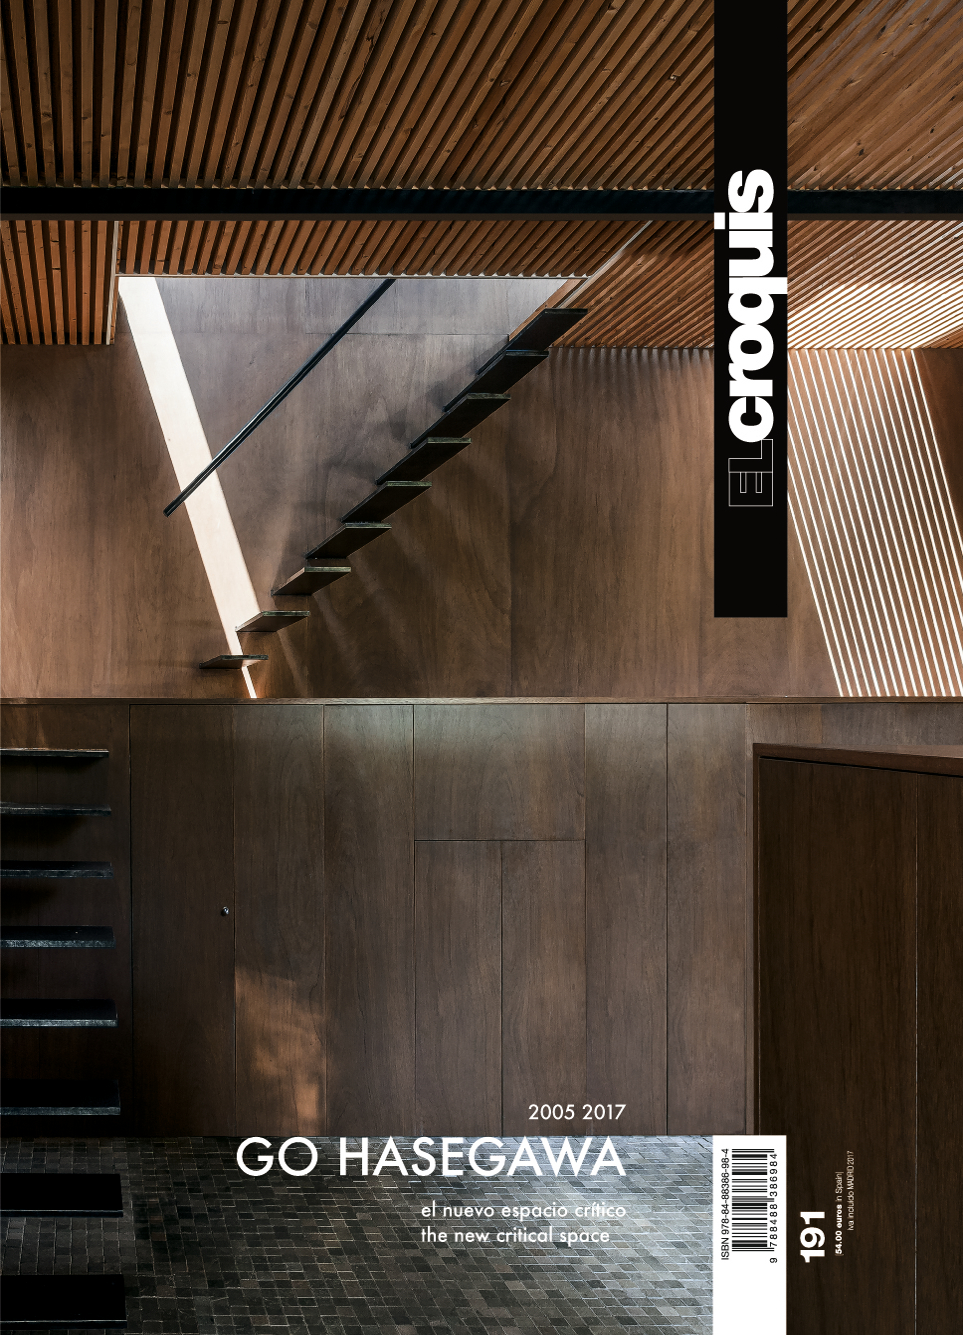 EL croquis
2005 2017
GO HASEGAWA
el nuevo espacio crítico
the new critical space
ISBN 978-84-88386-98-4
9 788488 386984
191
54.00 euros in Spain|
Iva incluido MADRID 2017